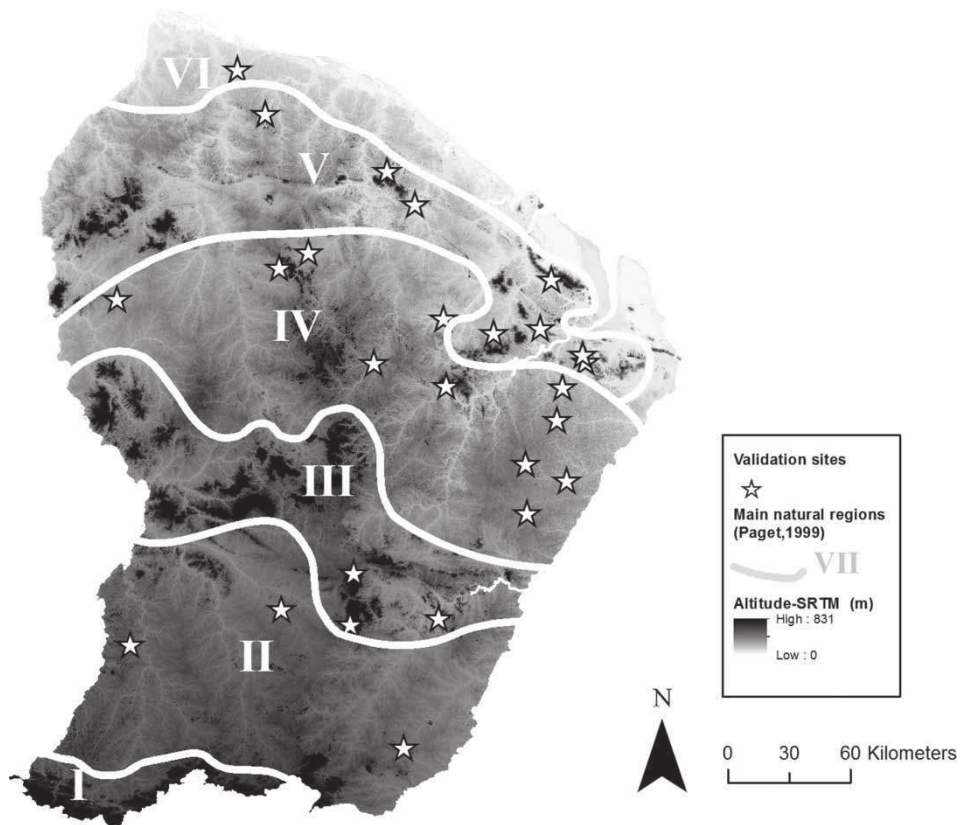 VI
V
IV
III
II
I
Validation sites
Main natural regions
(Paget,1999)
VII
Altitude-SRTM (m)
High : 831
Low : 0
N
0 30 60 Kilometers